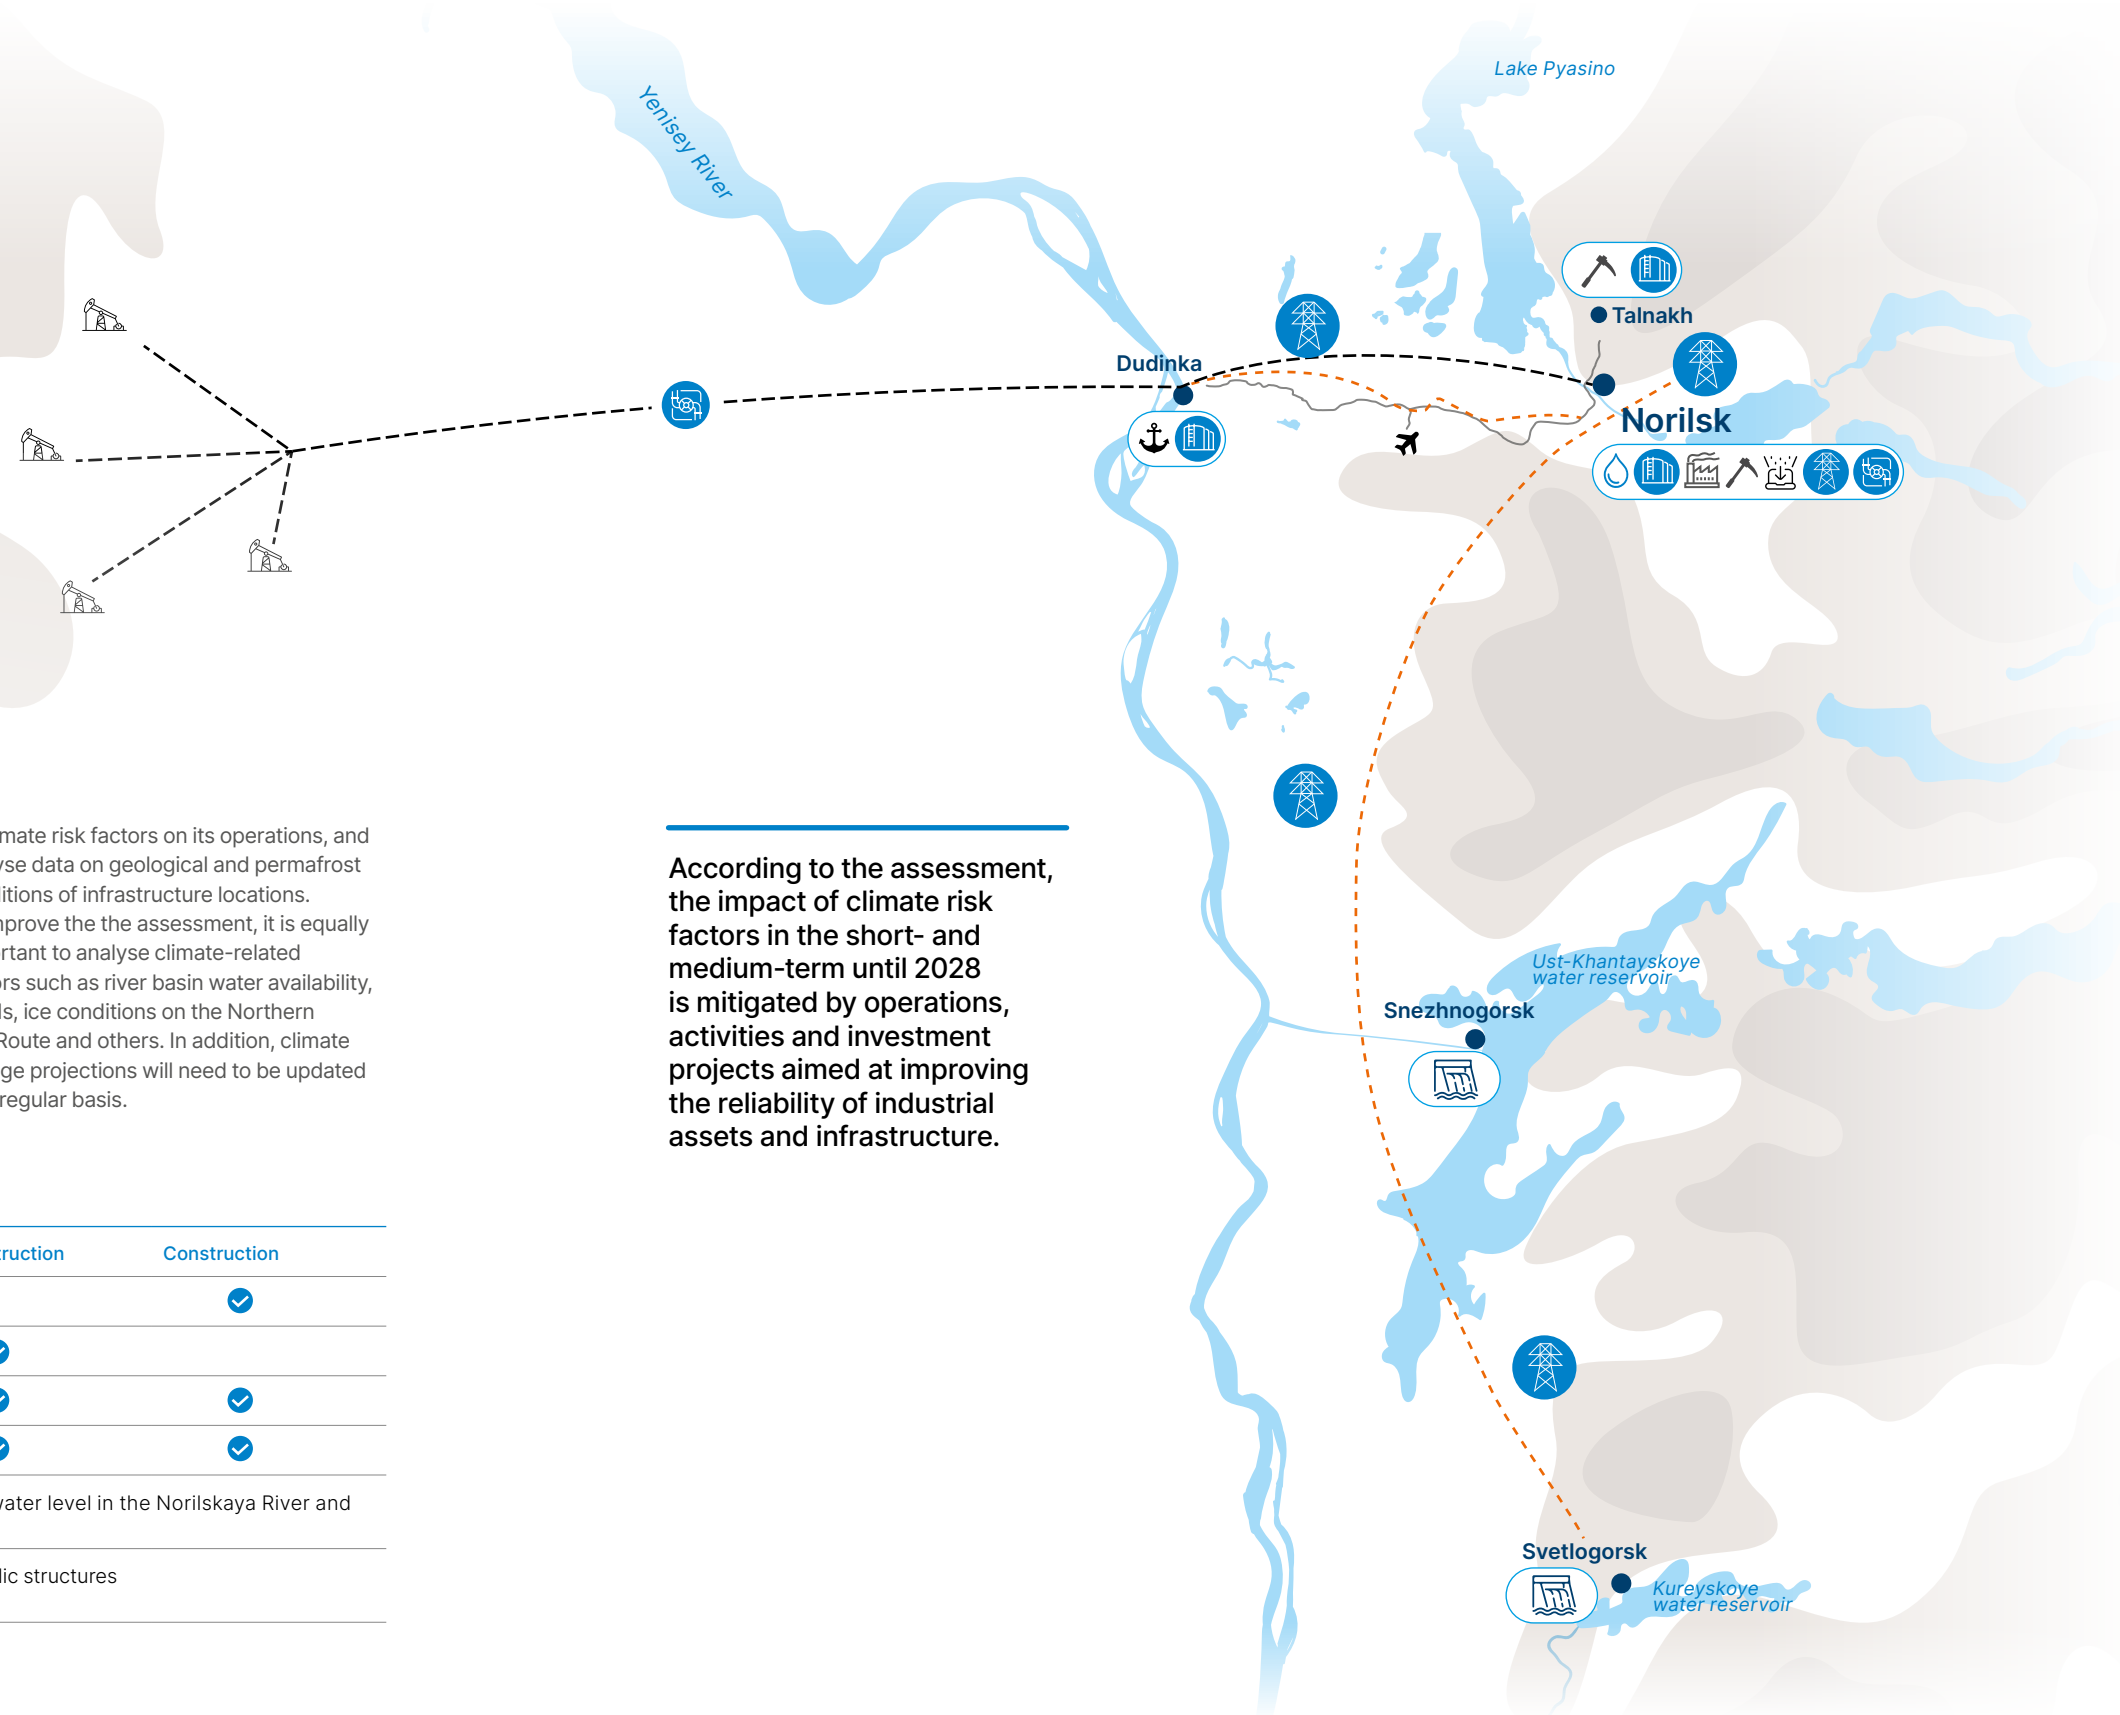 Lake Pyasino
Yenisey River
Talnakh
Dudinka
Norilsk
imate risk factors on its operations, and
yse data on geological and permafrost
ditions of infrastructure locations.
mprove the the assessment, it is equally
rtant to analyse climate-related
ors such as river basin water availability,
ls, ice conditions on the Northern
Route and others. In addition, climate
ge projections will need to be updated
regular basis.
According to the assessment,
the impact of climate risk
factors in the short- and
medium-term until 2028
is mitigated by operations,
activities and investment
projects aimed at improving
the reliability of industrial
assets and infrastructure.
Ust-Khantayskoye
water reservoir
Snezhnogorsk
truction Construction
water level in the Norilskaya River and
lic structures
Svetlogorsk
Kureyskoye
water reservoir